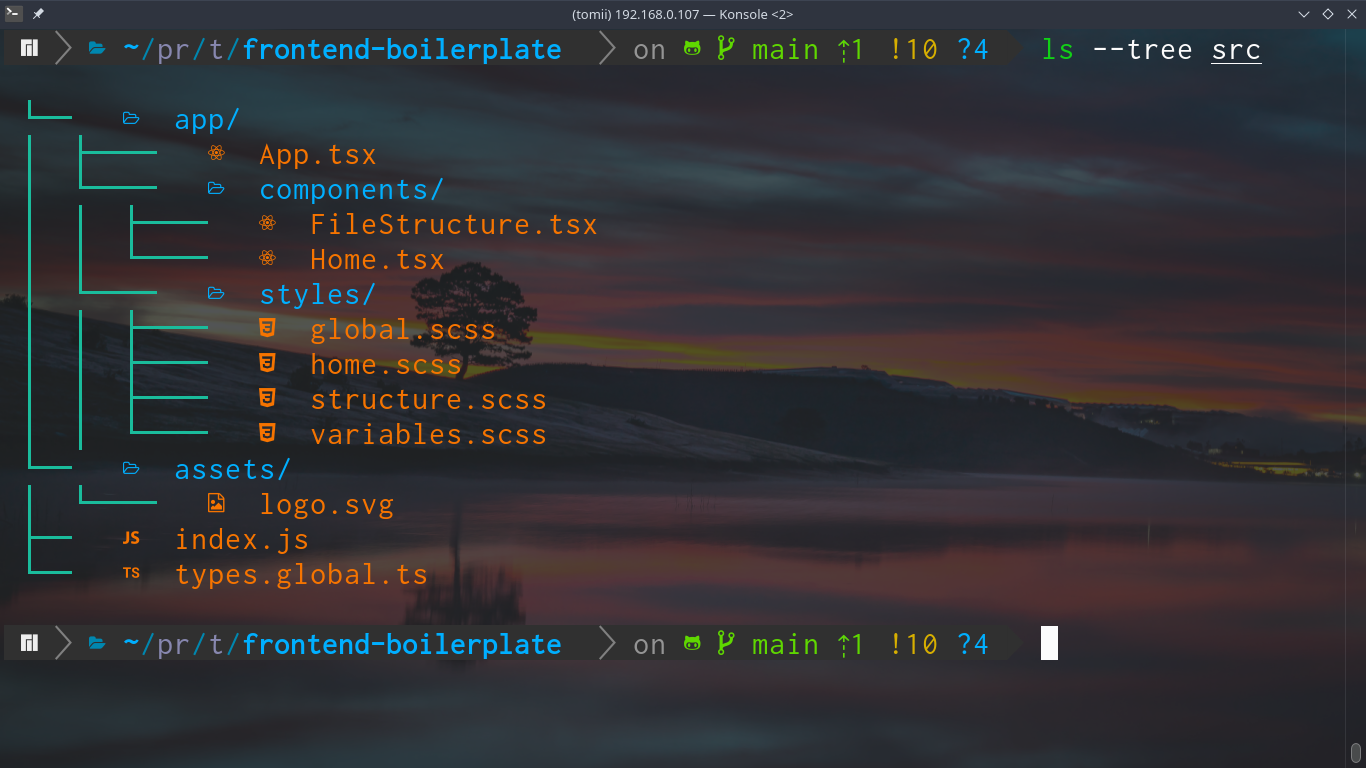 (tomii) 192.168.0.107 — Konsole <2>
~/pr/t/frontend-boilerplate on main ⇡1 !10 ?4 ls --tree src
app/
App.tsx
components/
FileStructure.tsx
Home.tsx
styles/
global.scss
home.scss
structure.scss
variables.scss
assets/
logo.svg
JS index.js
TS types.global.ts
~/pr/t/frontend-boilerplate on main ⇡1 !10 ?4